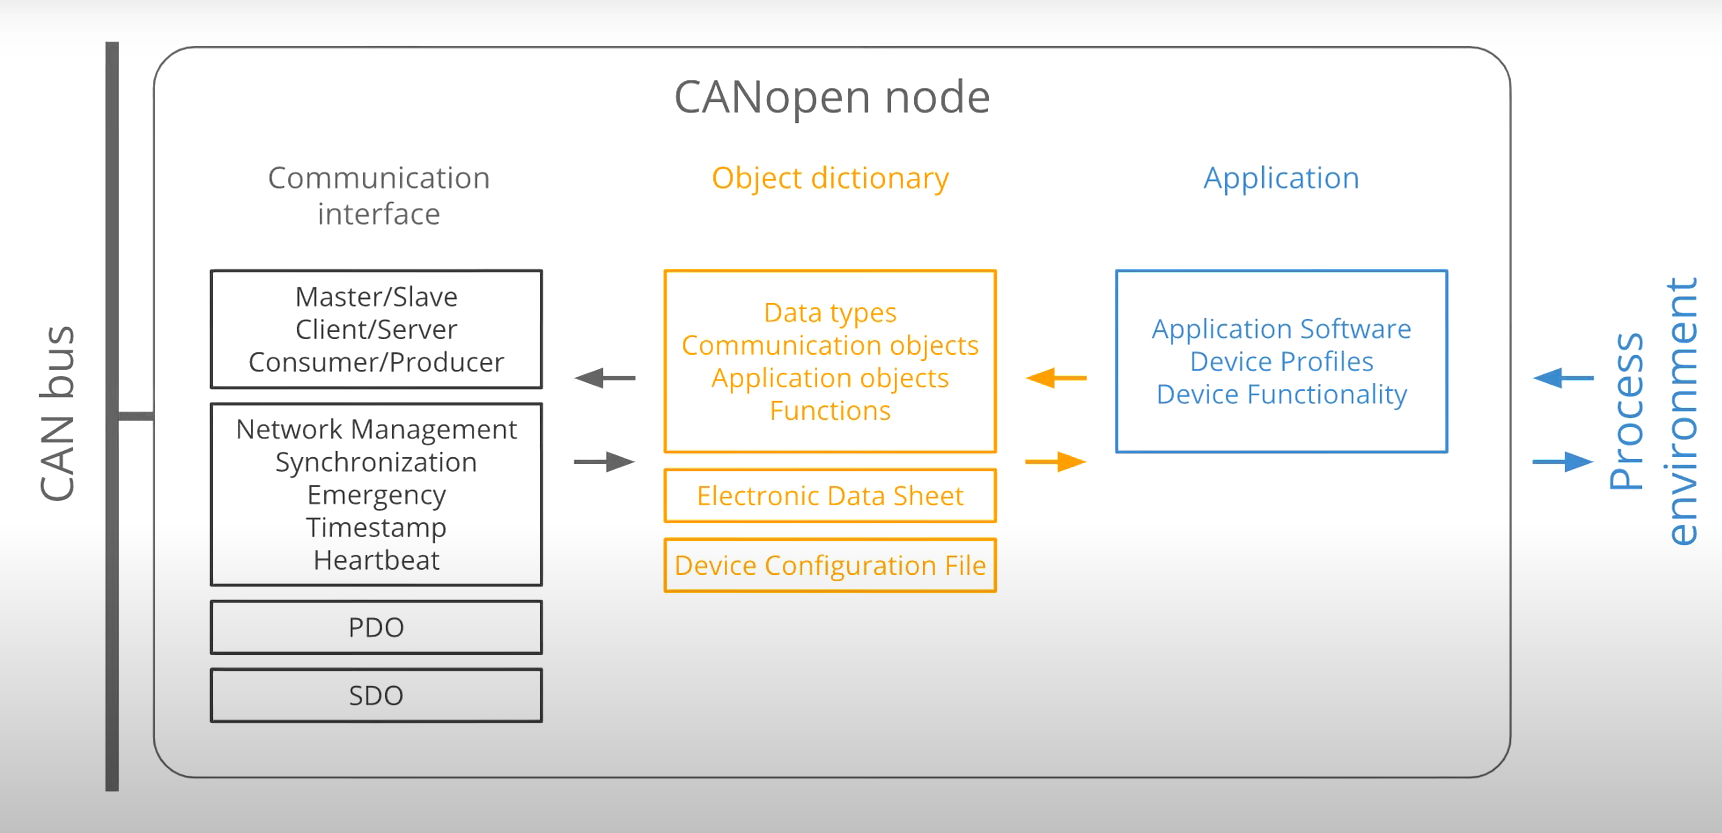 CANopen node
CAN bus
Communication
interface
Master/Slave
Client/Server
Consumer/Producer
Network Management
Synchronization
Emergency
Timestamp
Heartbeat
PDO
SDO
Object dictionary
Data types
Communication objects
Application objects
Functions
Electronic Data Sheet
Device Configuration File
Application
Application Software
Device Profiles
Device Functionality
Process
environment